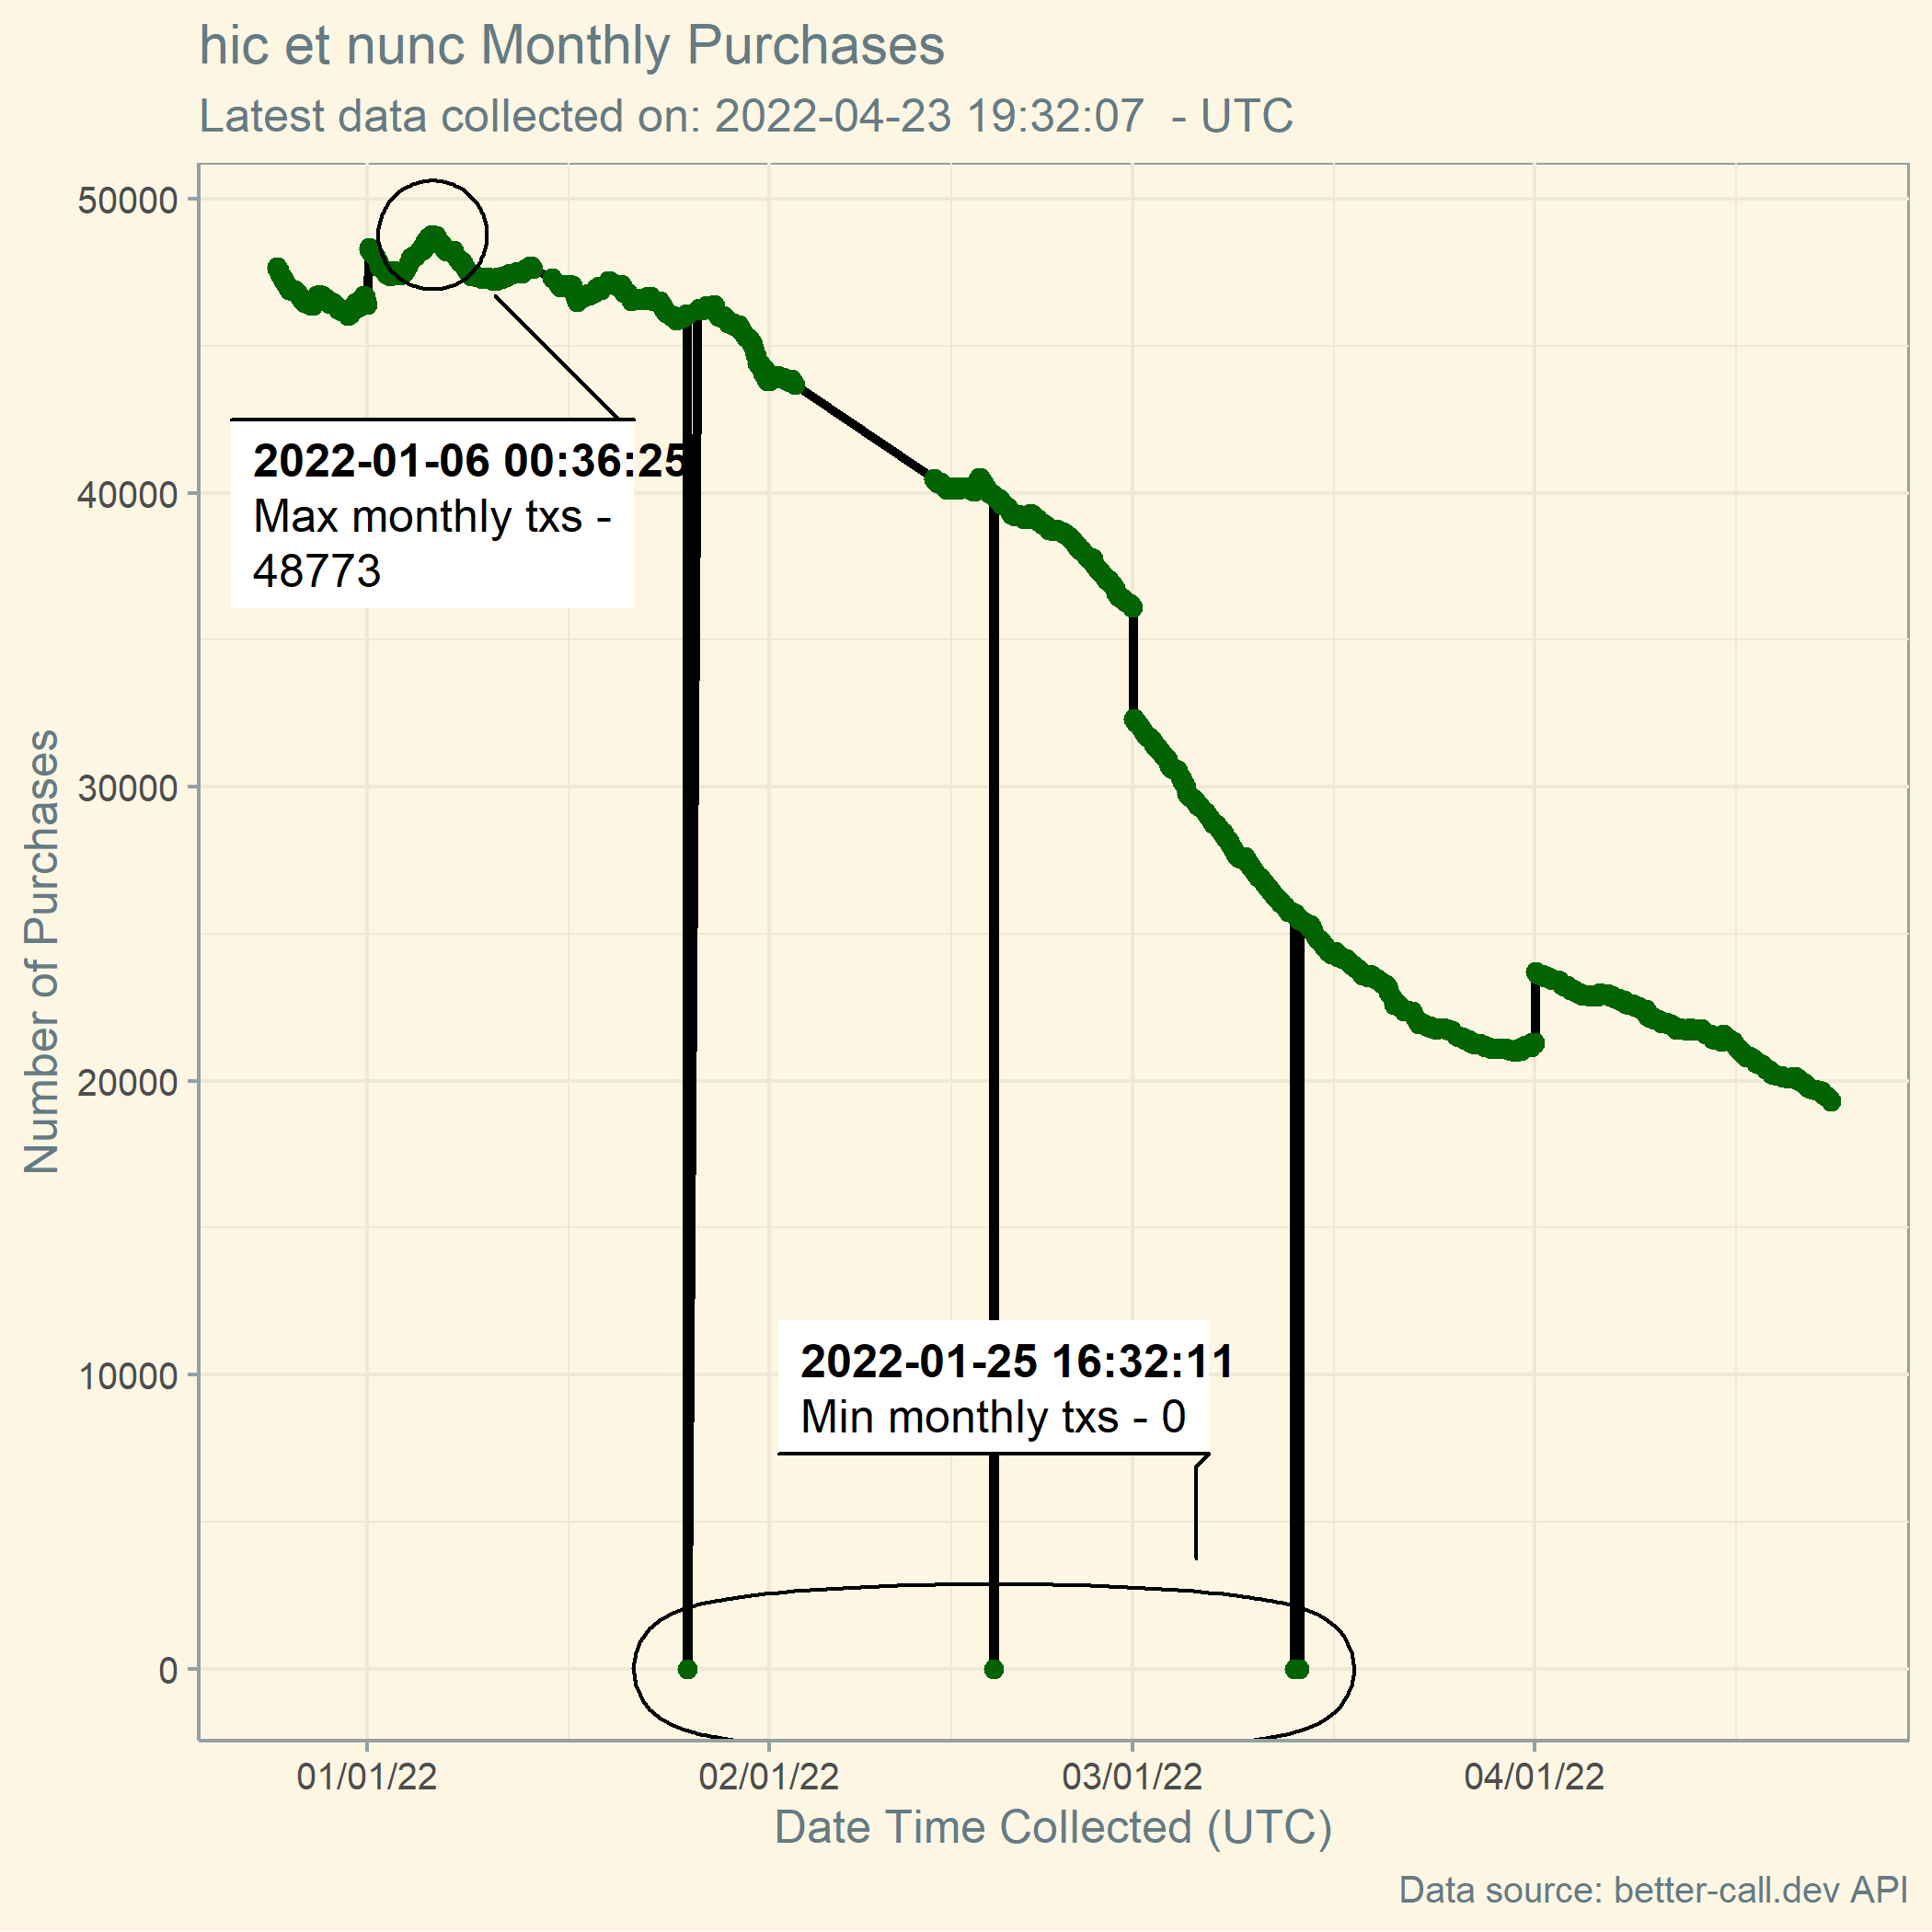 hic et nunc Monthly Purchases
Latest data collected on: 2022-04-23 19:32:07  - UTC
Number of Purchases
50000
40000
30000
20000
10000
0
2022-01-06 00:36:25
Max monthly txs -
48773
2022-01-25 16:32:11
Min monthly txs - 0
01/01/22 02/01/22 03/01/22 04/01/22
Date Time Collected (UTC)
Data source: better-call.dev API